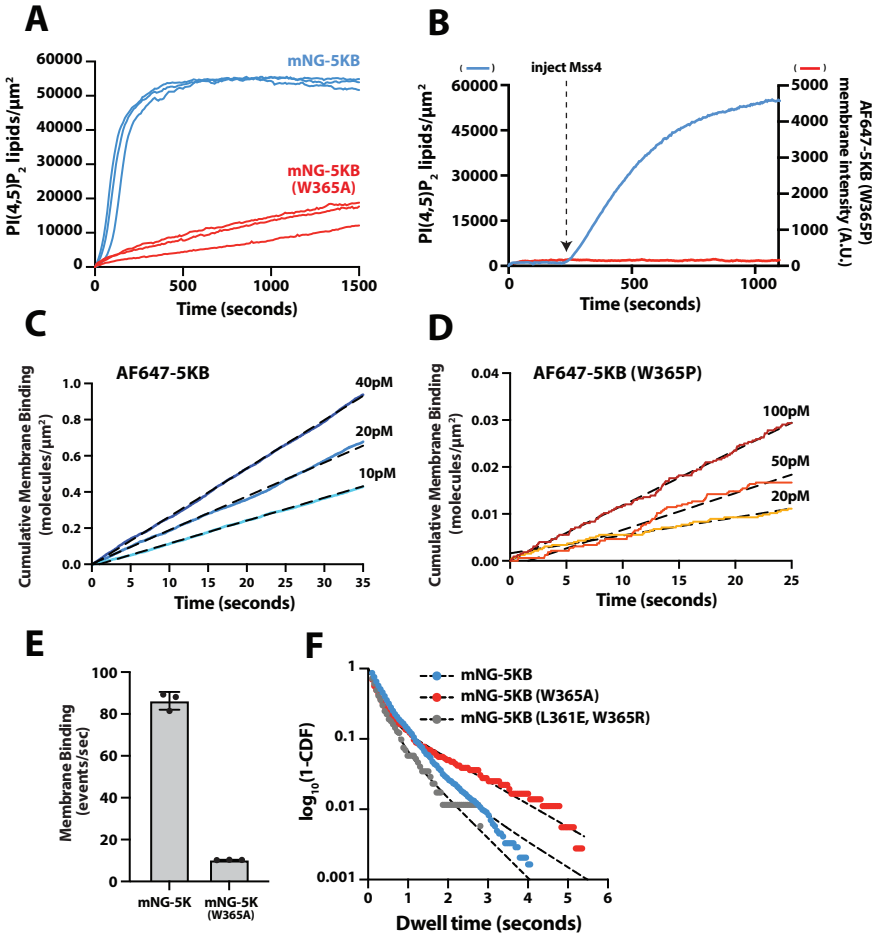 A
PI(4,5)P2 lipids/μm2
60000
50000
40000
30000
20000
10000
0
mNG-5KB
mNG-5KB
(W365A)
0
500
1000
1500
Time (seconds)
B
( — )
( — )
inject Mss4
PI(4,5)P2 lipids/μm2
60000
45000
30000
15000
0
5000
4000
3000
2000
1000
0
AF647-5KB (W365P)
membrane intensity (A.U.)
0
500
1000
Time (seconds)
C
AF647-5KB
Cumulative Membrane Binding
(molecules/μm2)
1.0
0.8
0.6
0.4
0.2
0.0
40pM
20pM
10pM
0
5
10
15
20
25
30
35
Time (seconds)
D
AF647-5KB (W365P)
Cumulative Membrane Binding
(molecules/μm2)
0.04
0.03
0.02
0.01
0.00
100pM
50pM
20pM
0
5
10
15
20
25
Time (seconds)
E
Membrane Binding
(events/sec)
100
80
60
40
20
0
mNG-5K
mNG-5K
(W365A)
F
log10(1-CDF)
1
0.1
0.01
0.001
mNG-5KB
mNG-5KB (W365A)
mNG-5KB (L361E, W365R)
0
1
2
3
4
5
6
Dwell time (seconds)